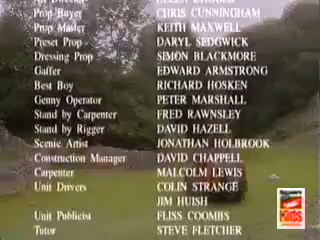 Prop Buyer CHRIS CUNNINGHAM
Prop Master KEITH MAXWELL
Preset Prop DARYL SEDGWICK
Dressing Prop SIMON BLACKMORE
Gaffer EDWARD ARMSTRONG
Best Boy RICHARD HOSKEN
Genny Operator PETER MARSHALL
Stand by Carpenter FRED RAWNSLEY
Stand by Rigger DAVID HAZELL
Scenic Artist JONATHAN HOLBROOK
Construction Manager DAVID CHAPPELL
Carpenter MALCOLM LEWIS
Unit Drivers COLIN STRANGE
JIM HUISH
Unit Publicist FLISS COOMBS
Tutor STEVE FLETCHER
KIDS